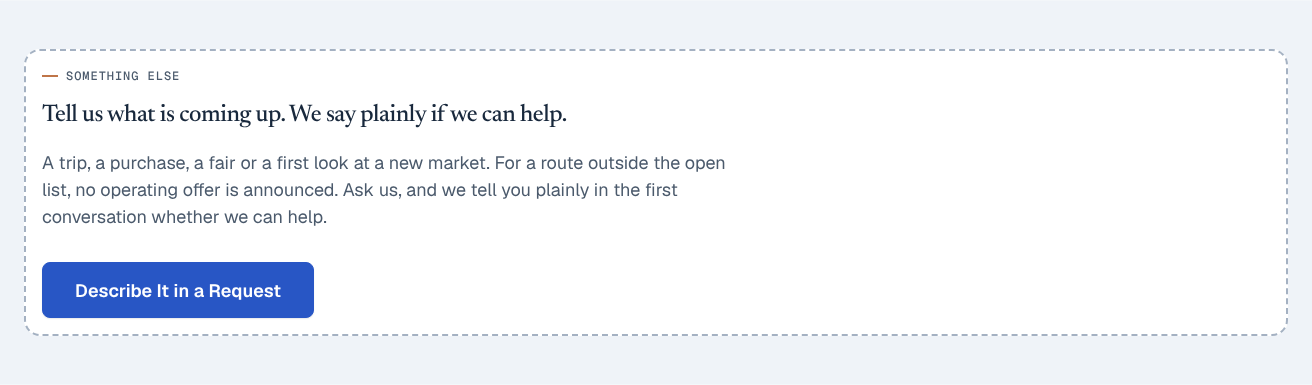 SOMETHING ELSE
Tell us what is coming up. We say plainly if we can help.
A trip, a purchase, a fair or a first look at a new market. For a route outside the open
list, no operating offer is announced. Ask us, and we tell you plainly in the first
conversation whether we can help.
Describe It in a Request